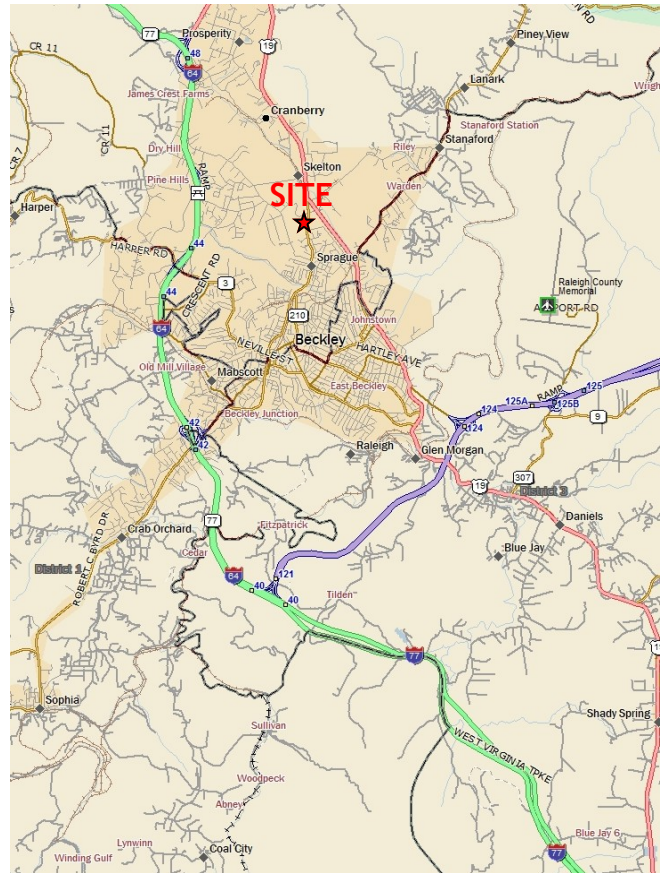 77
19
Prosperity
Piney View
CR 11
48
64
Lanark
James Crest Farms
Cranberry
Stanaford Station
CR 7
CR 11
Dry Hill
Riley
Stanaford
RAMP
Pine Hills
Skelton
Warden
SITE
Harper
HARPER RD
44
Sprague
Raleigh County
Memorial
44
CRESCENT RD
3
210
Johnstown
64
NEVILLE ST
Beckley
HARTLEY AVE
Old Mill Village
Mabscott
East Beckley
RAMP
125
125A
125B
Beckley Junction
124
124
9
42
42
Raleigh
Glen Morgan
307
19
District 3
77
Crab Orchard
Fitzpatrick
Daniels
ROBERT C BYRD DR
Cedar
Blue Jay
District 1
64
121
40
40
Tilden
77
Sophia
Shady Spring
Sullivan
WEST VIRGINIA TPKE
Woodpeck
Abney
Blue Jay 6
Lynwinn
Winding Gulf
Coal City
77